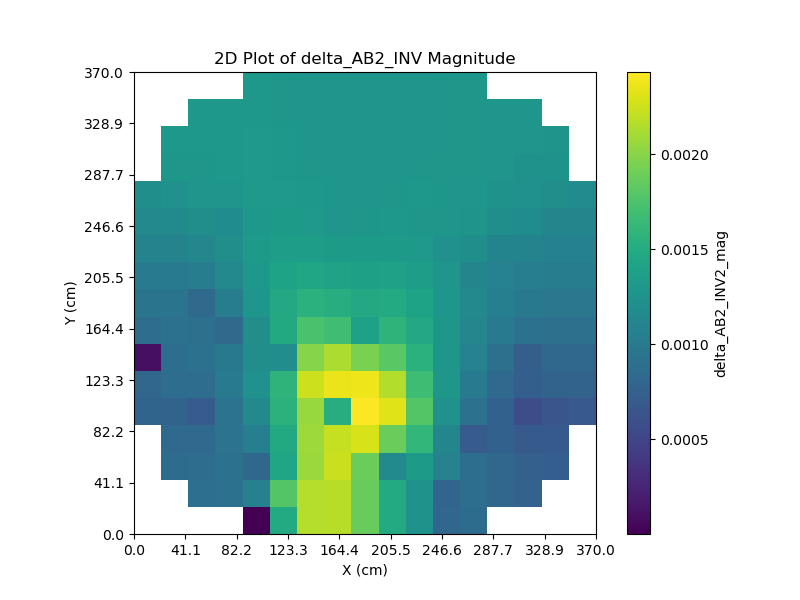 2D Plot of delta_AB2_INV Magnitude
370.0
328.9
287.7
246.6
205.5
164.4
123.3
82.2
41.1
0.0
Y (cm)
0.0 41.1 82.2 123.3 164.4 205.5 246.6 287.7 328.9 370.0
X (cm)
0.0020
0.0015
0.0010
0.0005
delta_AB2_INV2_mag